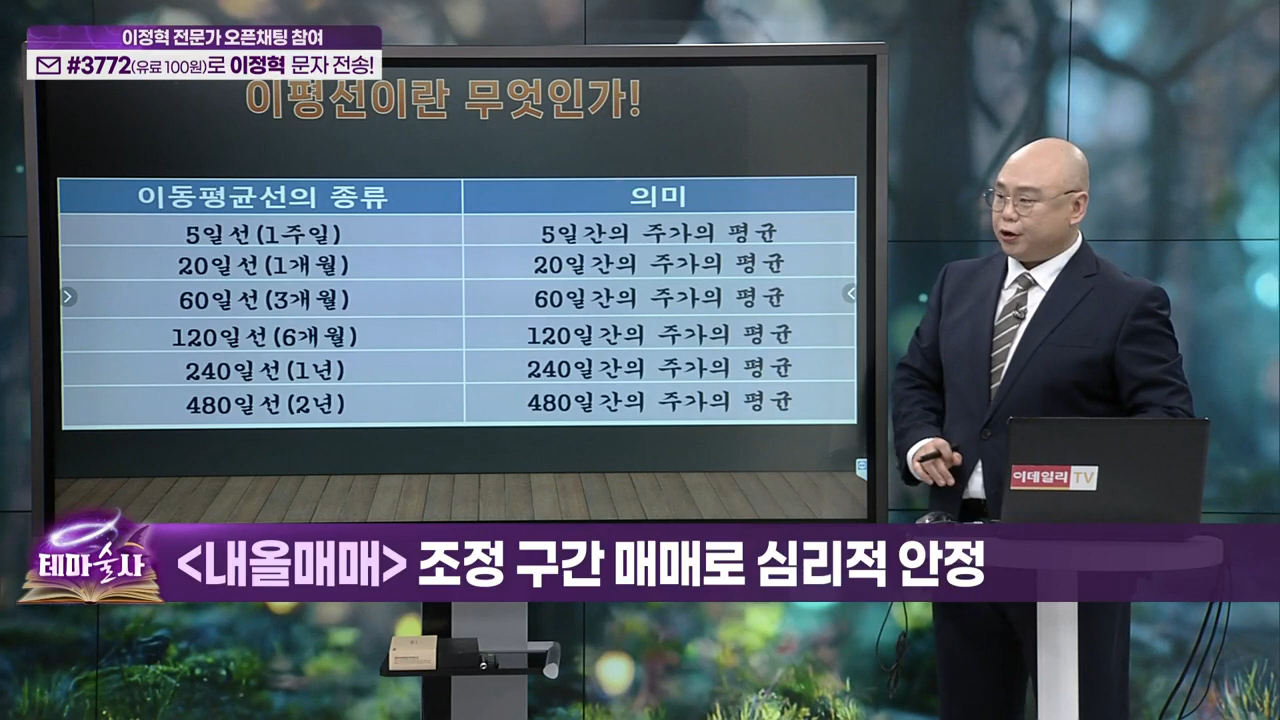 이정혁 전문가 오픈채팅 참여
#3772(유료 100원)로 이정혁 문자 전송!
이평선이란 무엇인가!
이동평균선의 종류 의미
5일선(1주일) 5일간의 주가의 평균
20일선(1개월) 20일간의 주가의 평균
60일선(3개월) 60일간의 주가의 평균
120일선(6개월) 120일간의 주가의 평균
240일선(1년) 240일간의 주가의 평균
480일선(2년) 480일간의 주가의 평균
이데일리TV
테마술사
<내올매매> 조정 구간 매매로 심리적 안정